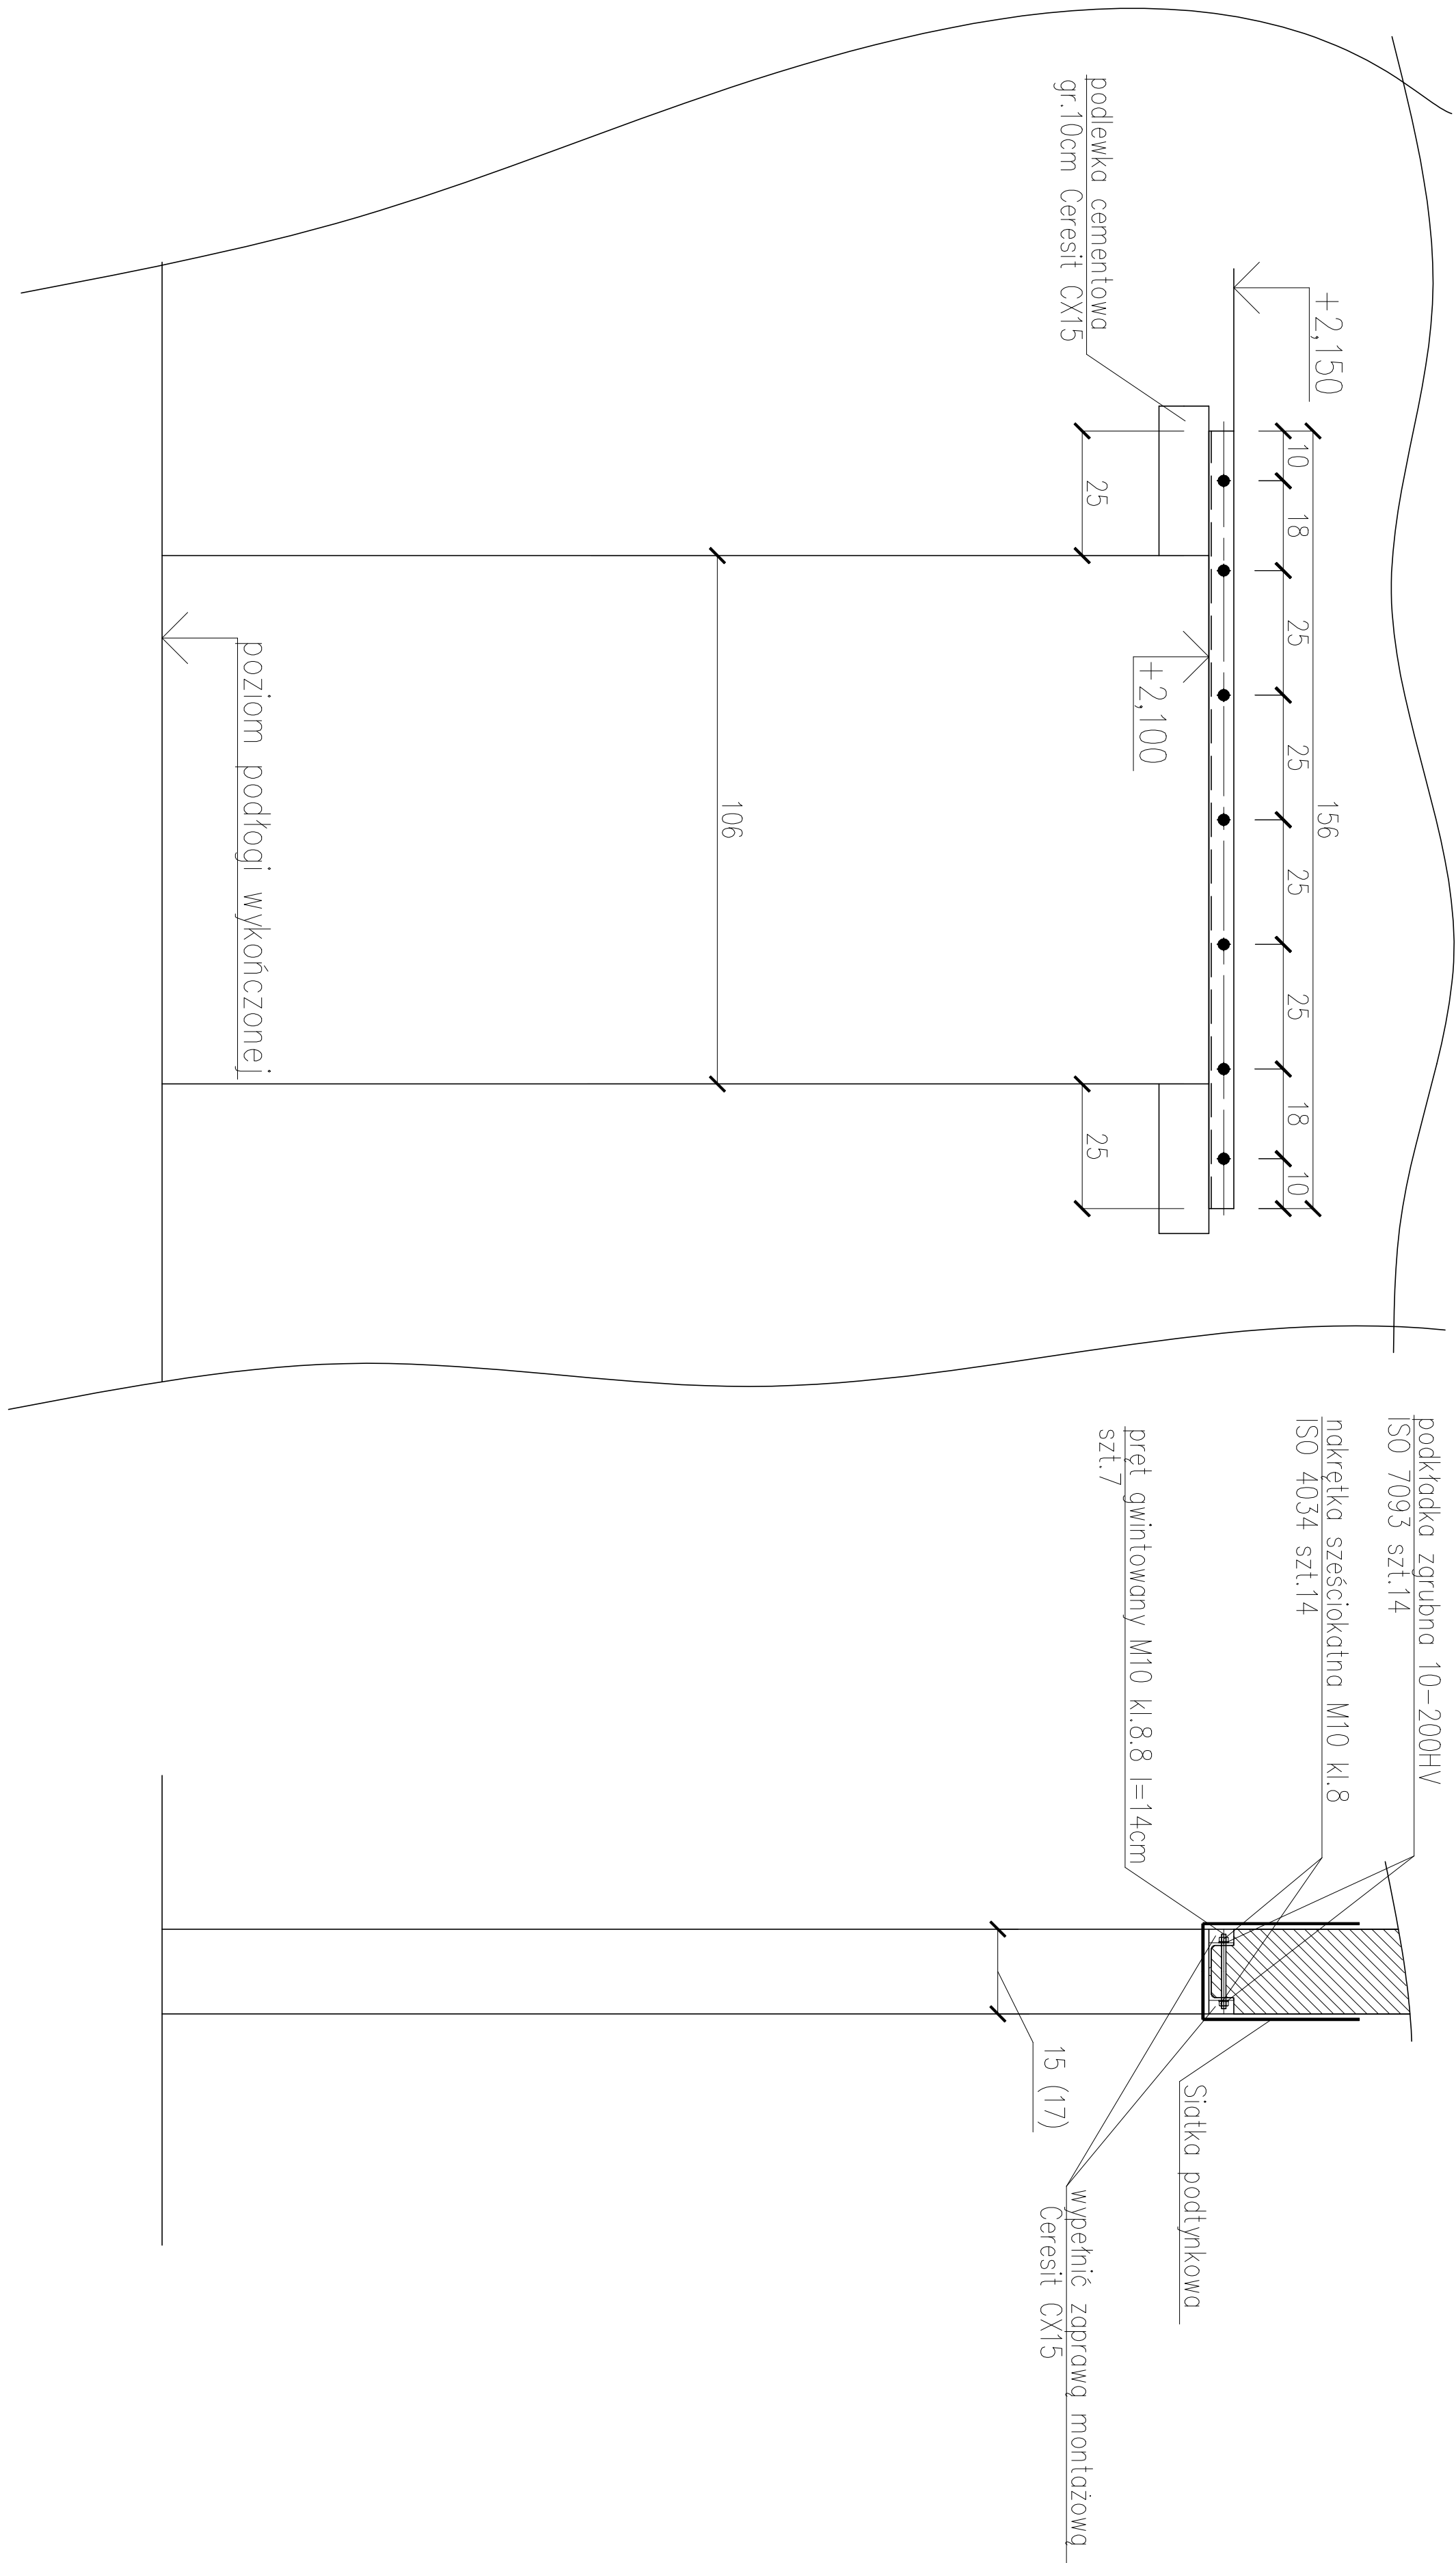 +2,150
156
10
18
25
25
25
25
18
10
podlewka cementowa
gr.10cm Ceresit CX15
25
+2,100
25
106
poziom podłogi wykończonej
podkładka zgrubna 10-200HV
ISO 7093 szt.14
nakrętka sześciokatna M10 kl.8
ISO 4034 szt.14
pręt gwintowany M10 kl.8.8 l=14cm
szt.7
Siatka podtynkowa
wypełnić zaprawą montażową
Ceresit CX15
15 (17)